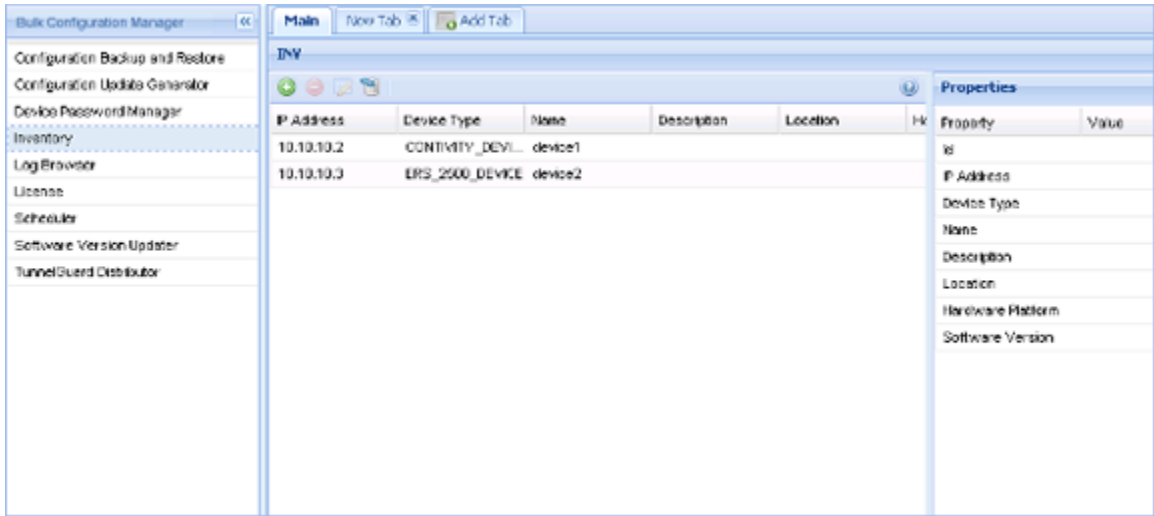 Bulk Configuration Manager
Configuration Backup and Restore
Configuration Update Generator
Device Password Manager
Inventory
Log Browser
License
Scheduler
Software Version Updater
TunnelGuard Distributor
Main New Tab Add Tab
INV
IP Address Device Type Name Description Location
10.10.10.2 CONTIVITY_DEVI... device1
10.10.10.3 ERS_2500_DEVICE device2
Properties
Property Value
Id
IP Address
Device Type
Name
Description
Location
Hardware Platform
Software Version